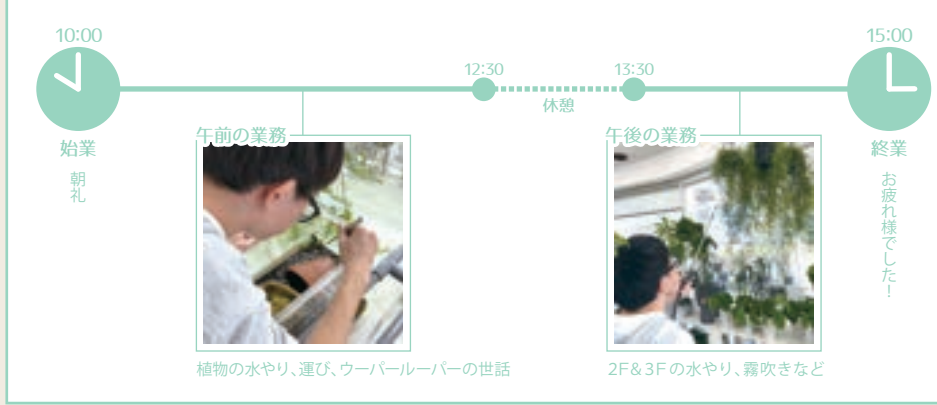 10:00
始業
朝礼
午前の業務
植物の水やり、運び、ウーパールーパーの世話
12:30
休憩
13:30
午後の業務
2F&3Fの水やり、霧吹きなど
15:00
終業
お疲れ様でした！